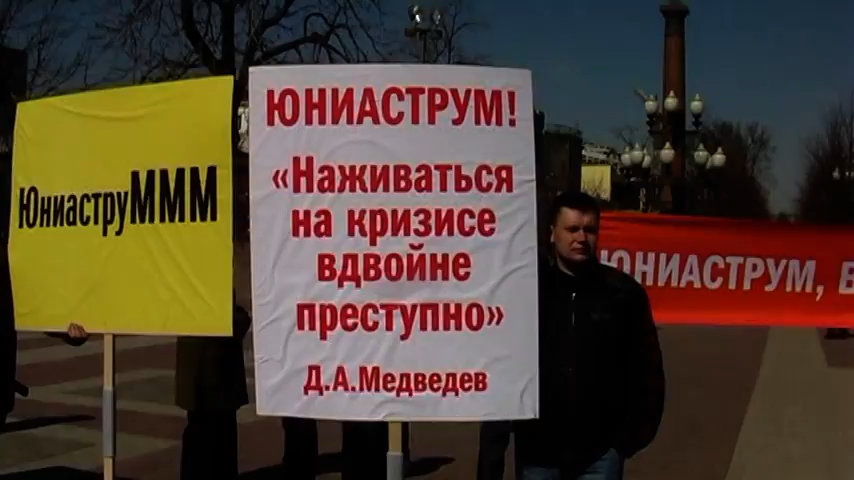 ЮниаструМММ
ЮНИАСТРУМ!
«Наживаться
на кризисе
вдвойне
преступно»
Д.А.Медведев
ЮНИАСТРУМ,